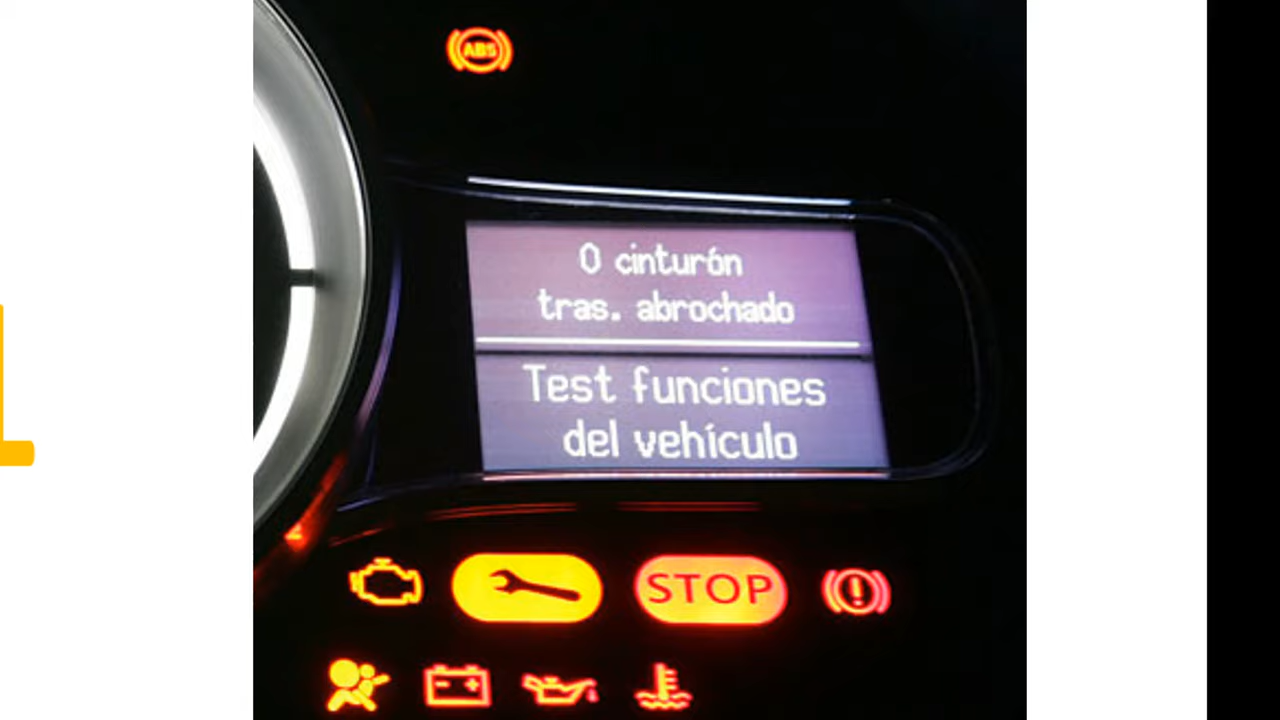 ABS
0 cinturón
tras. abrochado
Test funciones
del vehículo
STOP